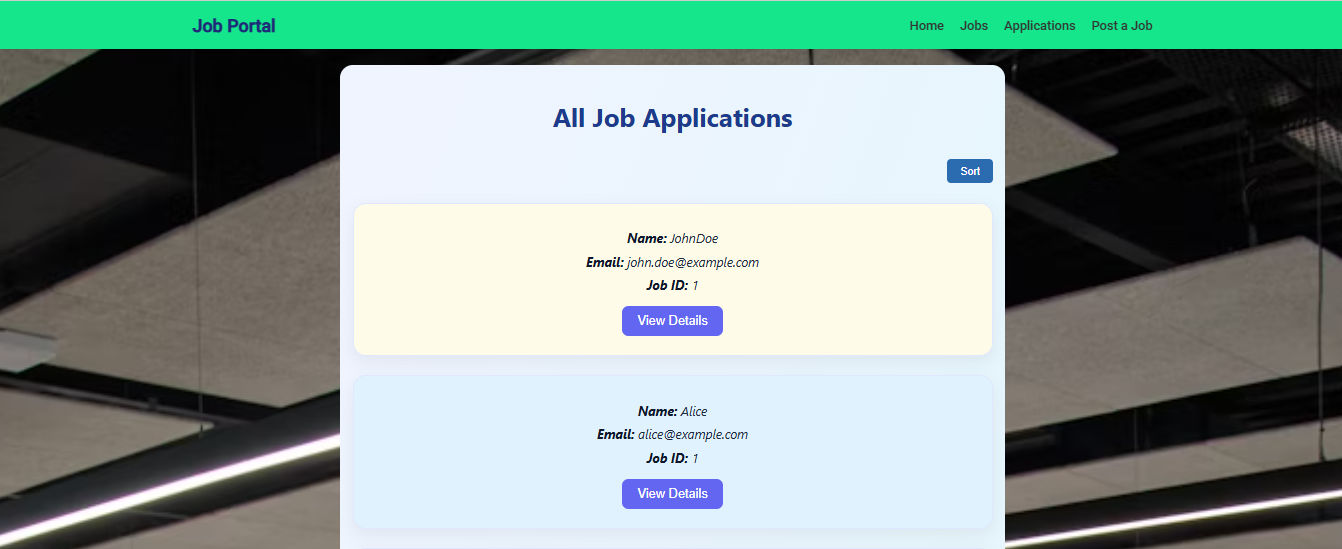 Job Portal
Home Jobs Applications Post a Job
All Job Applications
Sort
Name: JohnDoe
Email: john.doe@example.com
Job ID: 1
View Details
Name: Alice
Email: alice@example.com
Job ID: 1
View Details